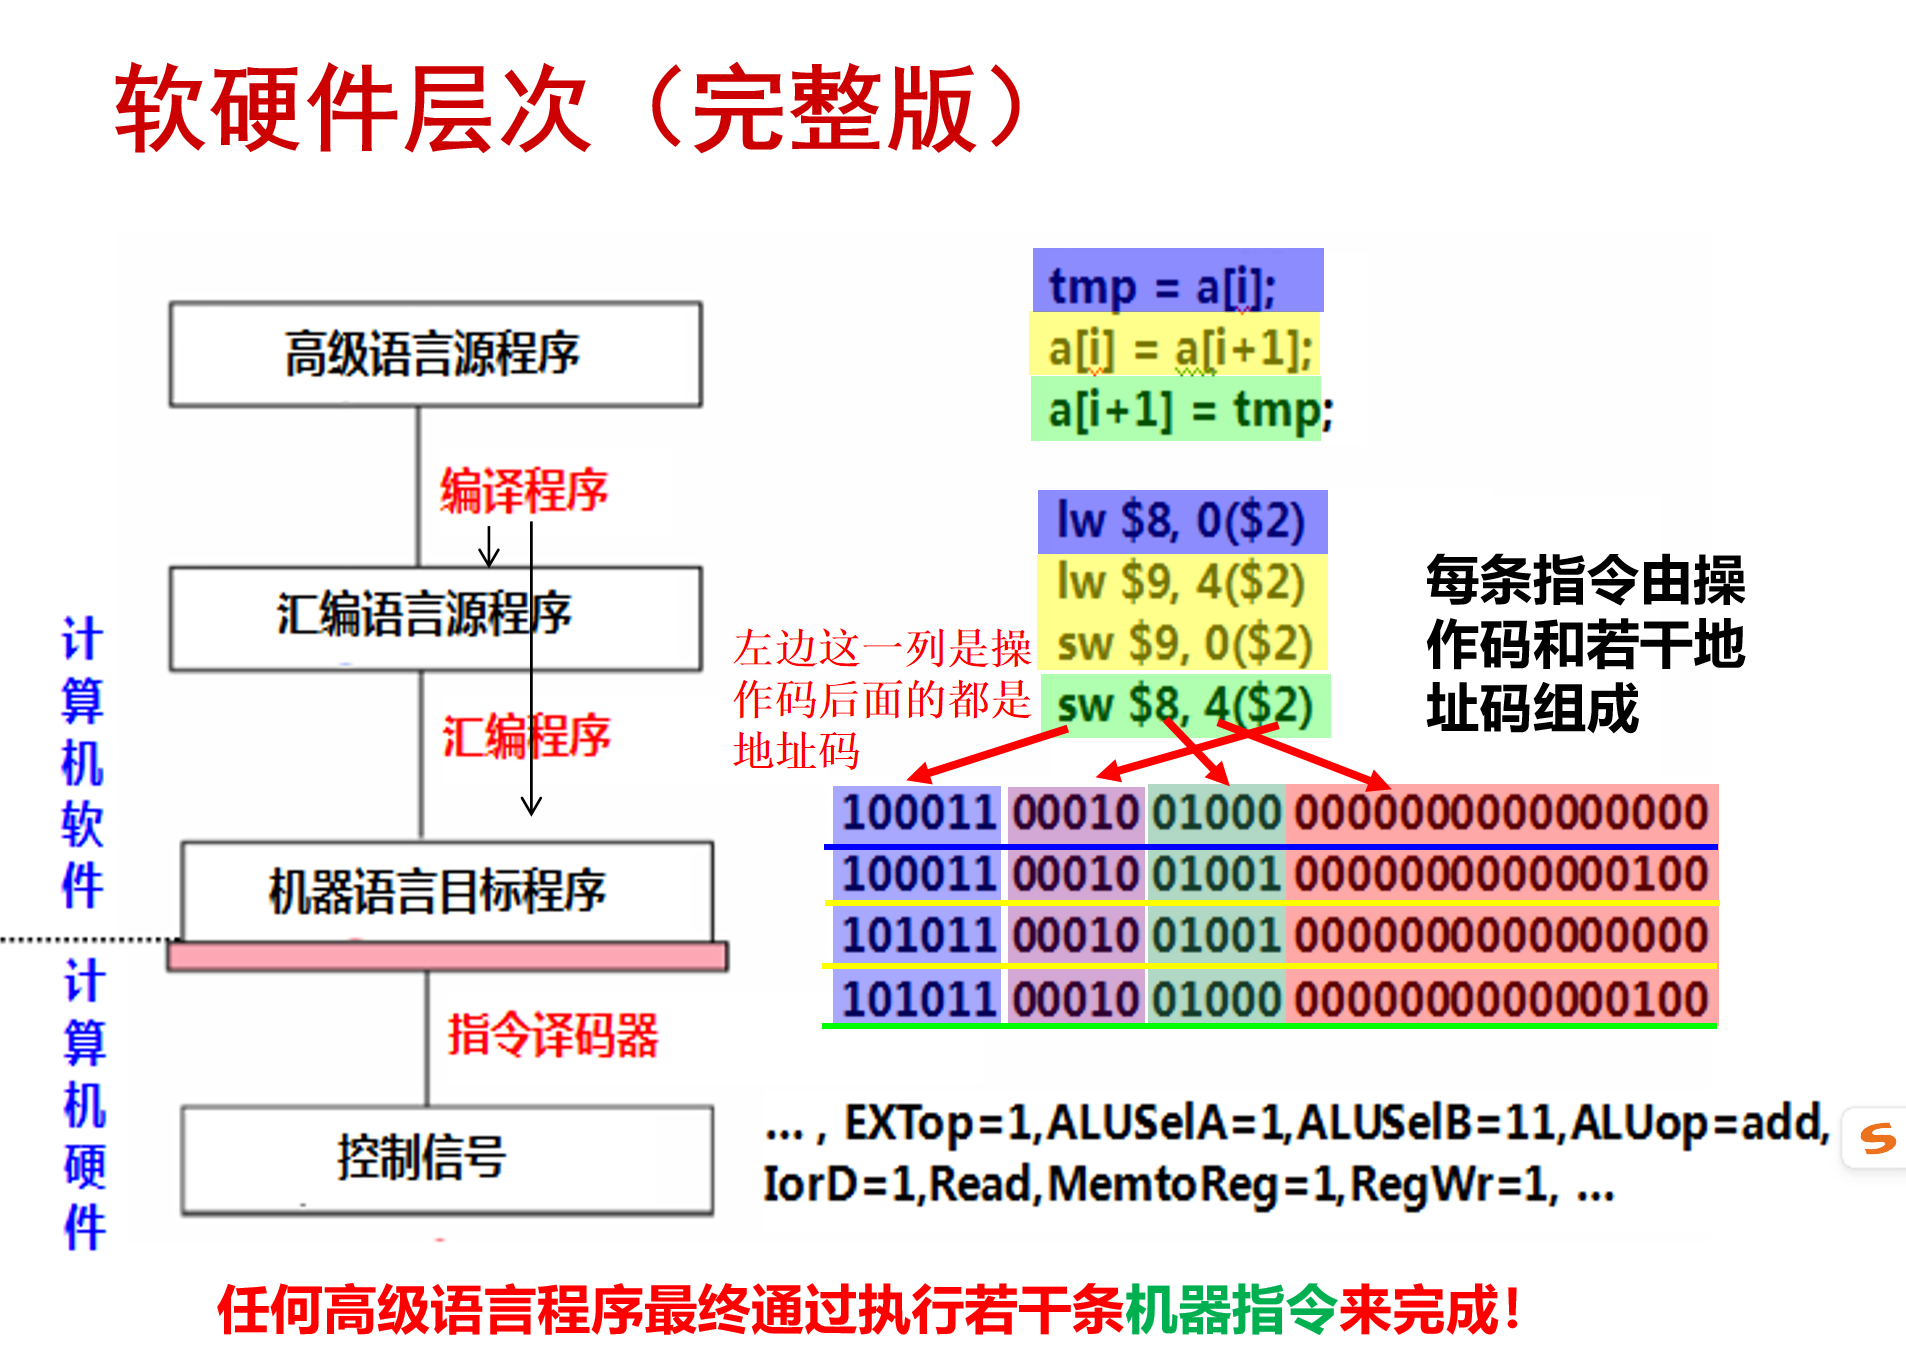 软硬件层次（完整版）
高级语言源程序
编译程序
汇编语言源程序
汇编程序
机器语言目标程序
指令译码器
控制信号
计算机软件
计算机硬件
tmp = a[i];
a[i] = a[i+1];
a[i+1] = tmp;
lw $8, 0($2)
lw $9, 4($2)
sw $9, 0($2)
sw $8, 4($2)
每条指令由操
作码和若干地
址码组成
左边这一列是操
作码后面的都是
地址码
100011 00010 01000 0000000000000000
100011 00010 01001 0000000000000100
101011 00010 01001 0000000000000000
101011 00010 01000 0000000000000100
... , EXTop=1,ALUSelA=1,ALUSelB=11,ALUop=add,
IorD=1,Read,MemtoReg=1,RegWr=1, ...
任何高级语言程序最终通过执行若干条机器指令来完成！
S